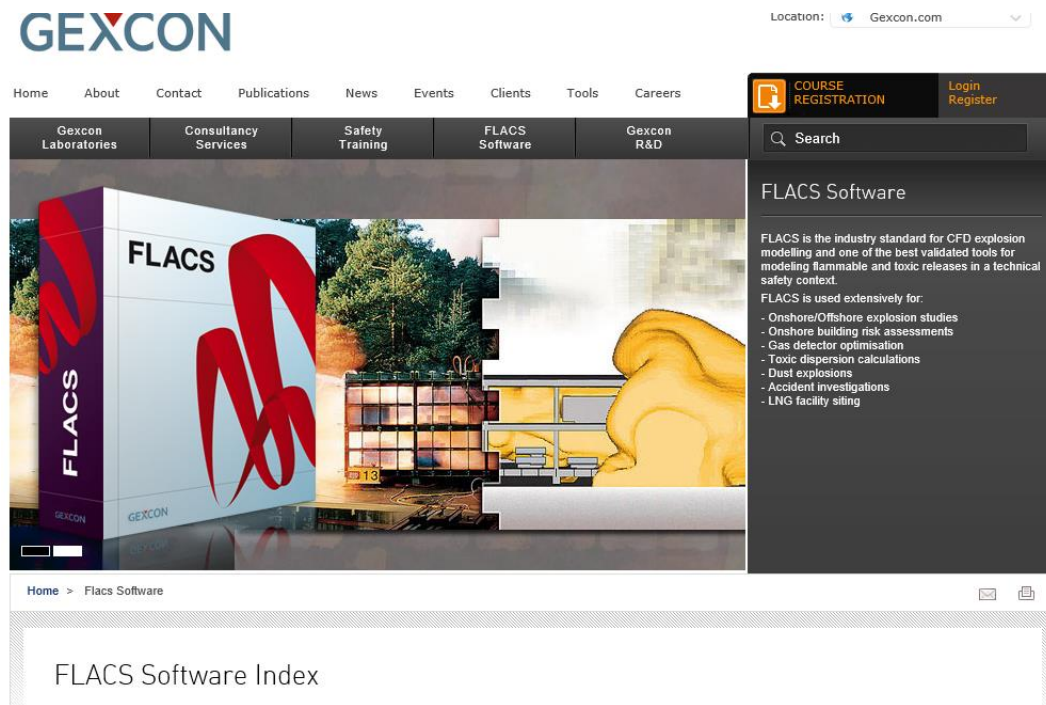 GEXCON
Location: Gexcon.com
Home About Contact Publications News Events Clients Tools Careers
COURSE
REGISTRATION
Login
Register
Gexcon
Laboratories
Consultancy
Services
Safety
Training
FLACS
Software
Gexcon
R&D
Search
FLACS
FLACS
GEXCON
GEXCON
13
FLACS Software
FLACS is the industry standard for CFD explosion
modelling and one of the best validated tools for
modeling flammable and toxic releases in a technical
safety context.
FLACS is used extensively for:
- Onshore/Offshore explosion studies
- Onshore building risk assessments
- Gas detector optimisation
- Toxic dispersion calculations
- Dust explosions
- Accident investigations
- LNG facility siting
Home > Flacs Software
FLACS Software Index